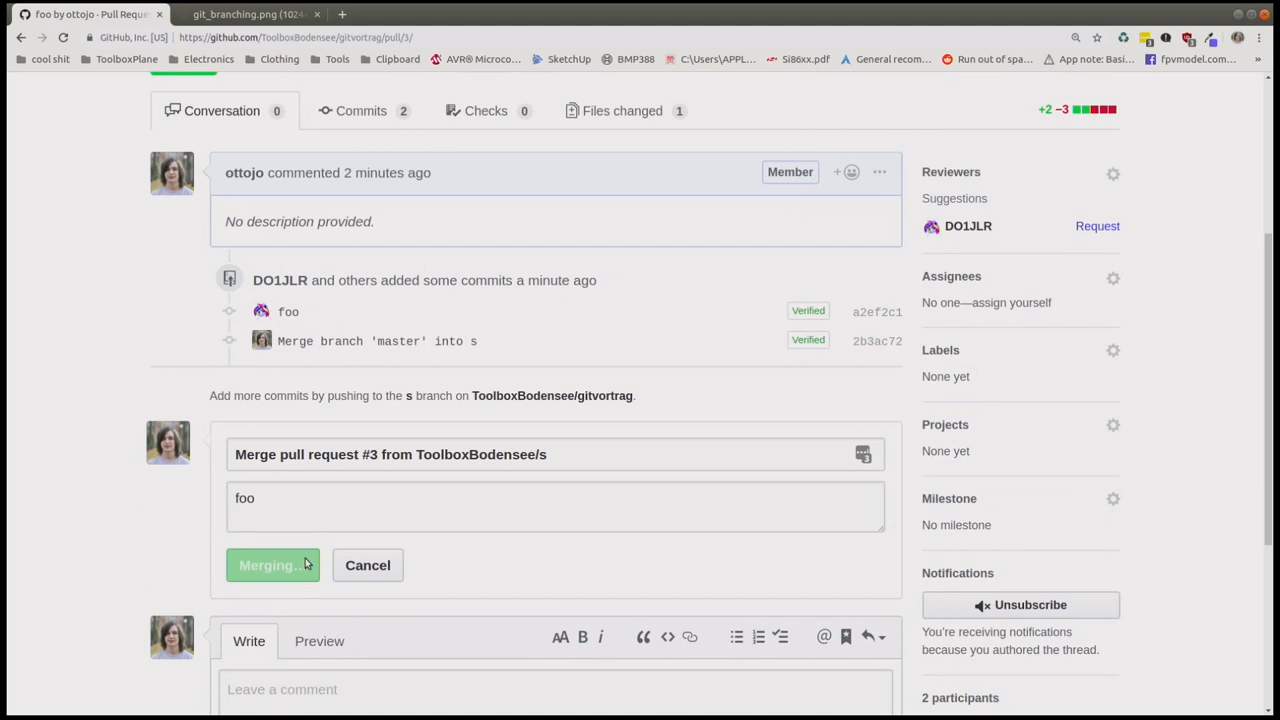 foo by ottojo · Pull Reque ×
git_branching.png (1024 ×
GitHub, Inc. [US] https://github.com/ToolboxBodensee/gitvortrag/pull/3/
cool shit ToolboxPlane Electronics Clothing Tools Clipboard AVR® Microco... SketchUp BMP388 C:\Users\APPL... Si86xx.pdf General recom... Run out of spa... App note: Basi... fpvmodel.com... »
Conversation 0 Commits 2 Checks 0 Files changed 1 +2 −3
ottojo commented 2 minutes ago Member
No description provided.
DO1JLR and others added some commits a minute ago
foo Verified a2ef2c1
Merge branch 'master' into s Verified 2b3ac72
Add more commits by pushing to the s branch on ToolboxBodensee/gitvortrag.
Merge pull request #3 from ToolboxBodensee/s
foo
Merging... Cancel
Write Preview AA B i @
Leave a comment
Reviewers
Suggestions
DO1JLR Request
Assignees
No one—assign yourself
Labels
None yet
Projects
None yet
Milestone
No milestone
Notifications
Unsubscribe
You're receiving notifications
because you authored the thread.
2 participants